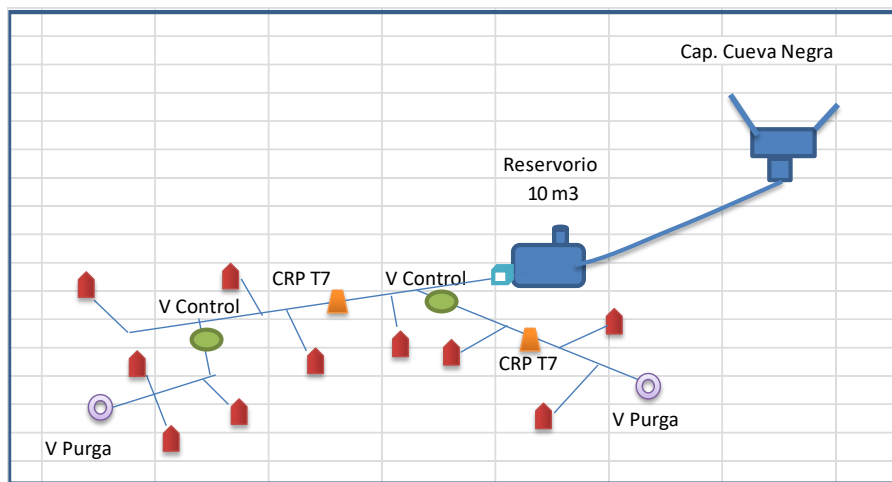 Cap. Cueva Negra
Reservorio
10 m3
CRP T7
V Control
V Control
CRP T7
V Purga
V Purga